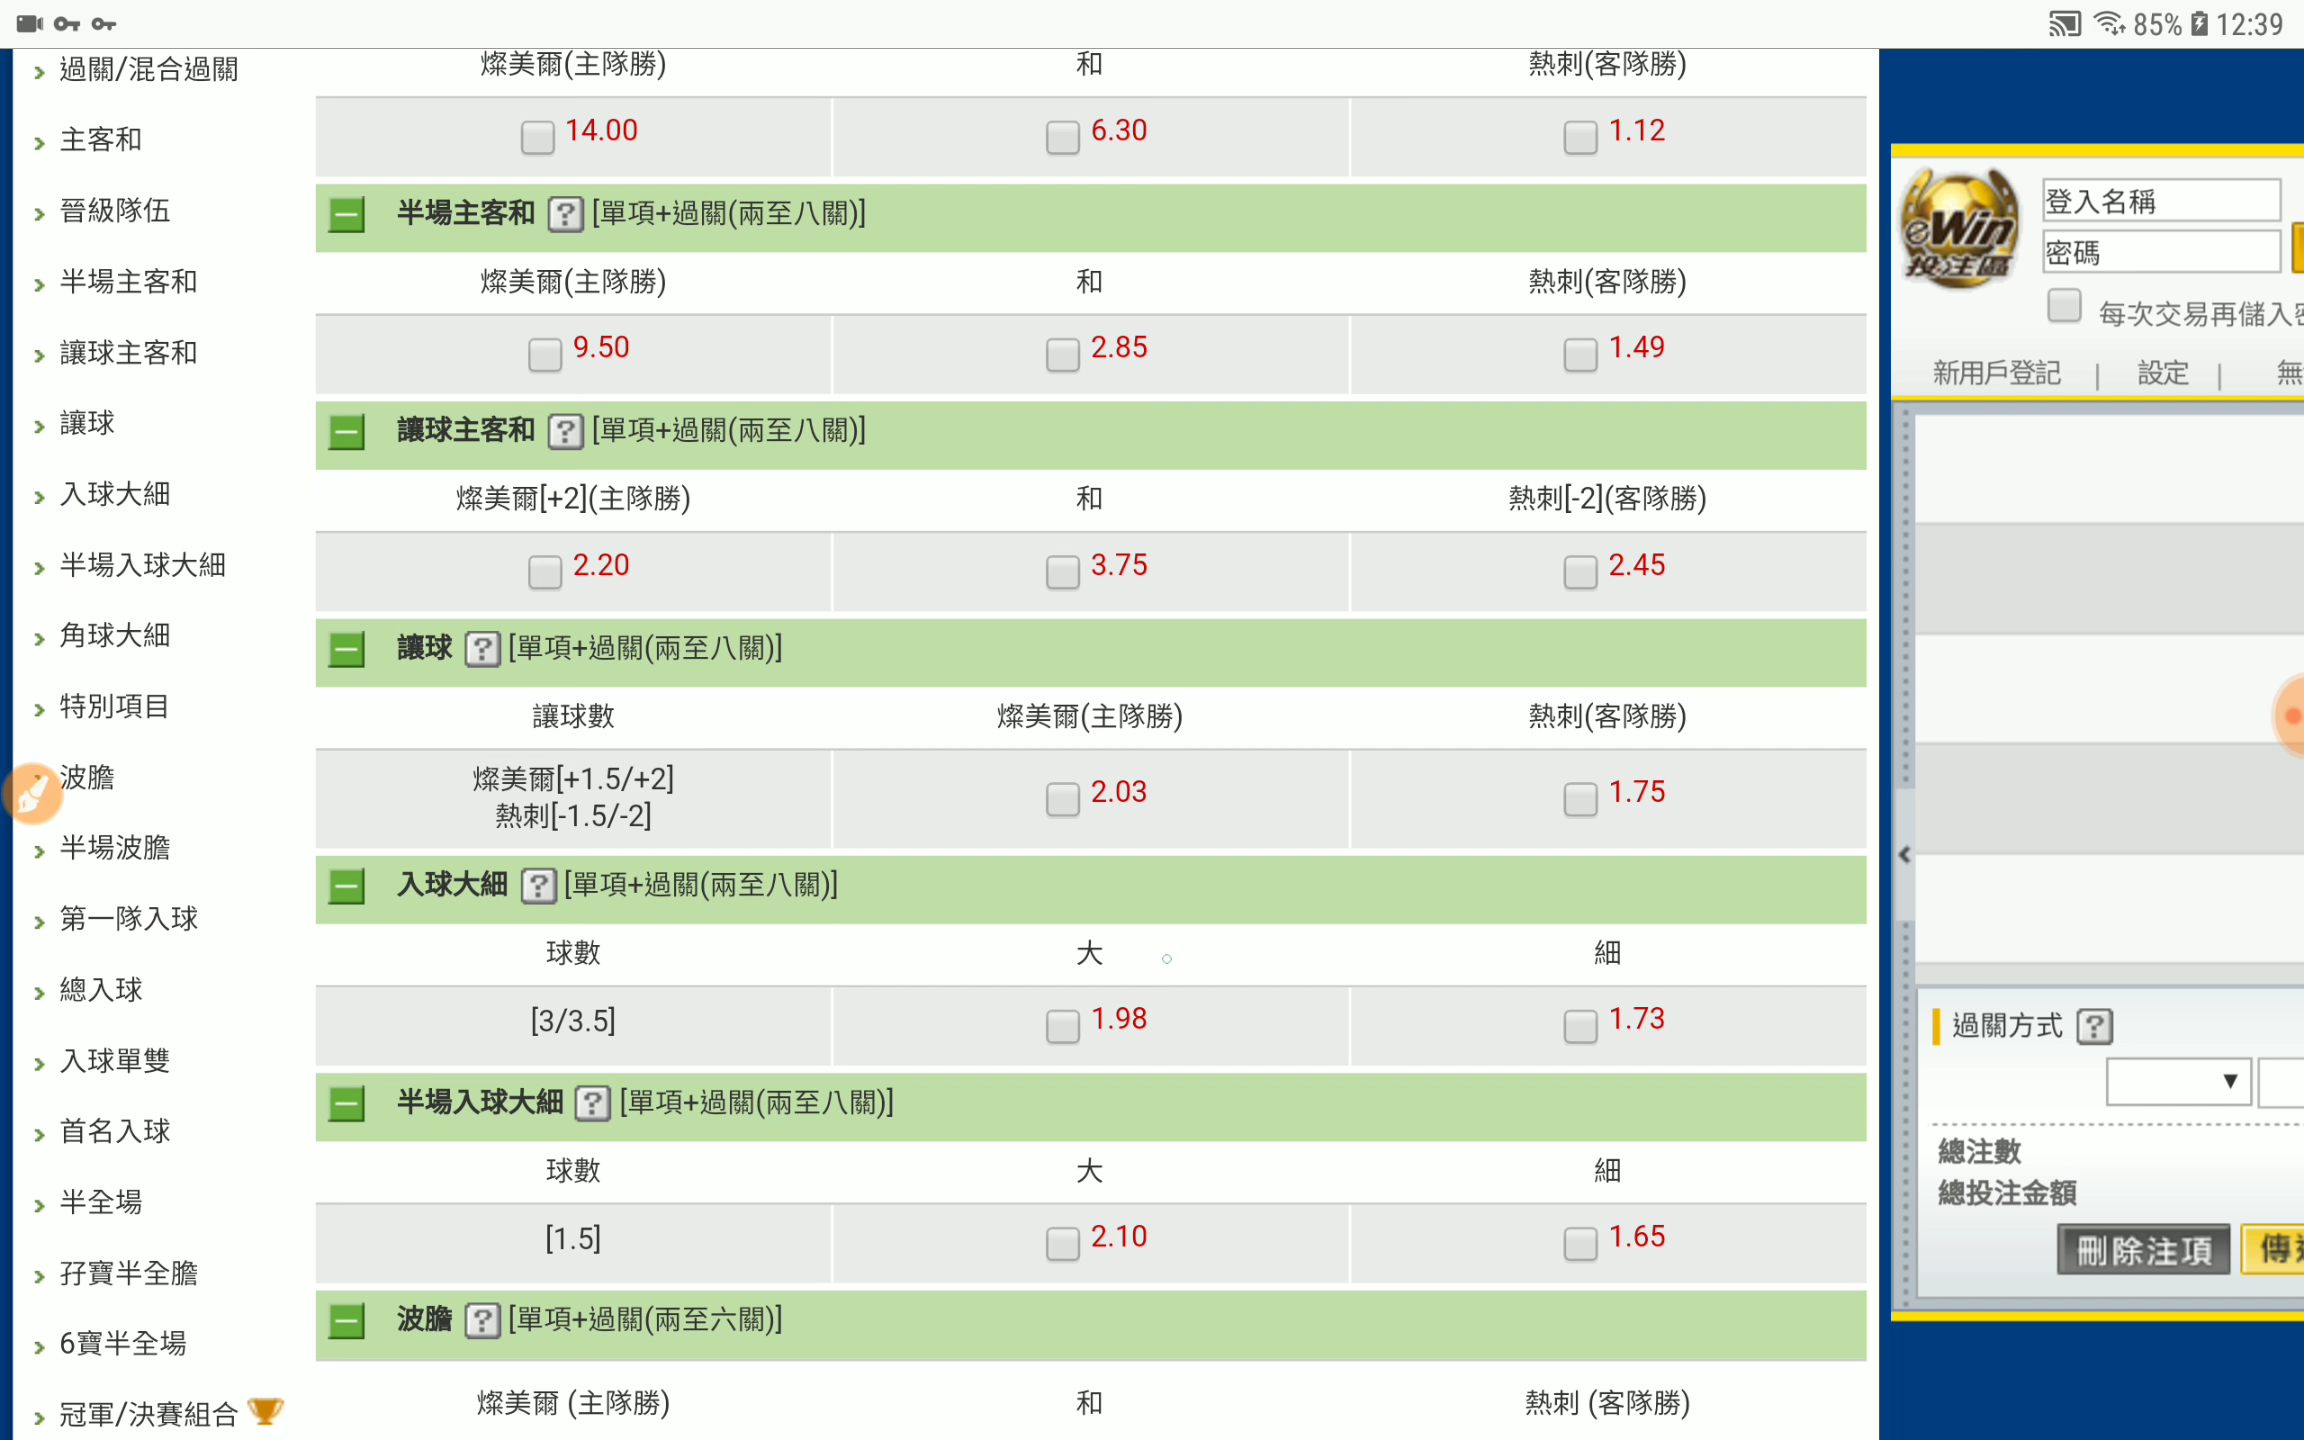 85% 12:39
過關/混合過關
主客和
晉級隊伍
半場主客和
讓球主客和
讓球
入球大細
半場入球大細
角球大細
特別項目
波膽
半場波膽
第一隊入球
總入球
入球單雙
首名入球
半全場
孖寶半全膽
6寶半全場
冠軍/決賽組合
燦美爾(主隊勝) 和 熱刺(客隊勝)
14.00 6.30 1.12
半場主客和 ? [單項+過關(兩至八關)]
燦美爾(主隊勝) 和 熱刺(客隊勝)
9.50 2.85 1.49
讓球主客和 ? [單項+過關(兩至八關)]
燦美爾[+2](主隊勝) 和 熱刺[-2](客隊勝)
2.20 3.75 2.45
讓球 ? [單項+過關(兩至八關)]
讓球數 燦美爾(主隊勝) 熱刺(客隊勝)
燦美爾[+1.5/+2]
熱刺[-1.5/-2]
2.03 1.75
入球大細 ? [單項+過關(兩至八關)]
球數 大 細
[3/3.5] 1.98 1.73
半場入球大細 ? [單項+過關(兩至八關)]
球數 大 細
[1.5] 2.10 1.65
波膽 ? [單項+過關(兩至六關)]
燦美爾 (主隊勝) 和 熱刺 (客隊勝)
eWin
投注區
登入名稱
密碼
每次交易再儲入
新用戶登記 | 設定 | 無
過關方式 ?
總注數
總投注金額
刪除注項 傳